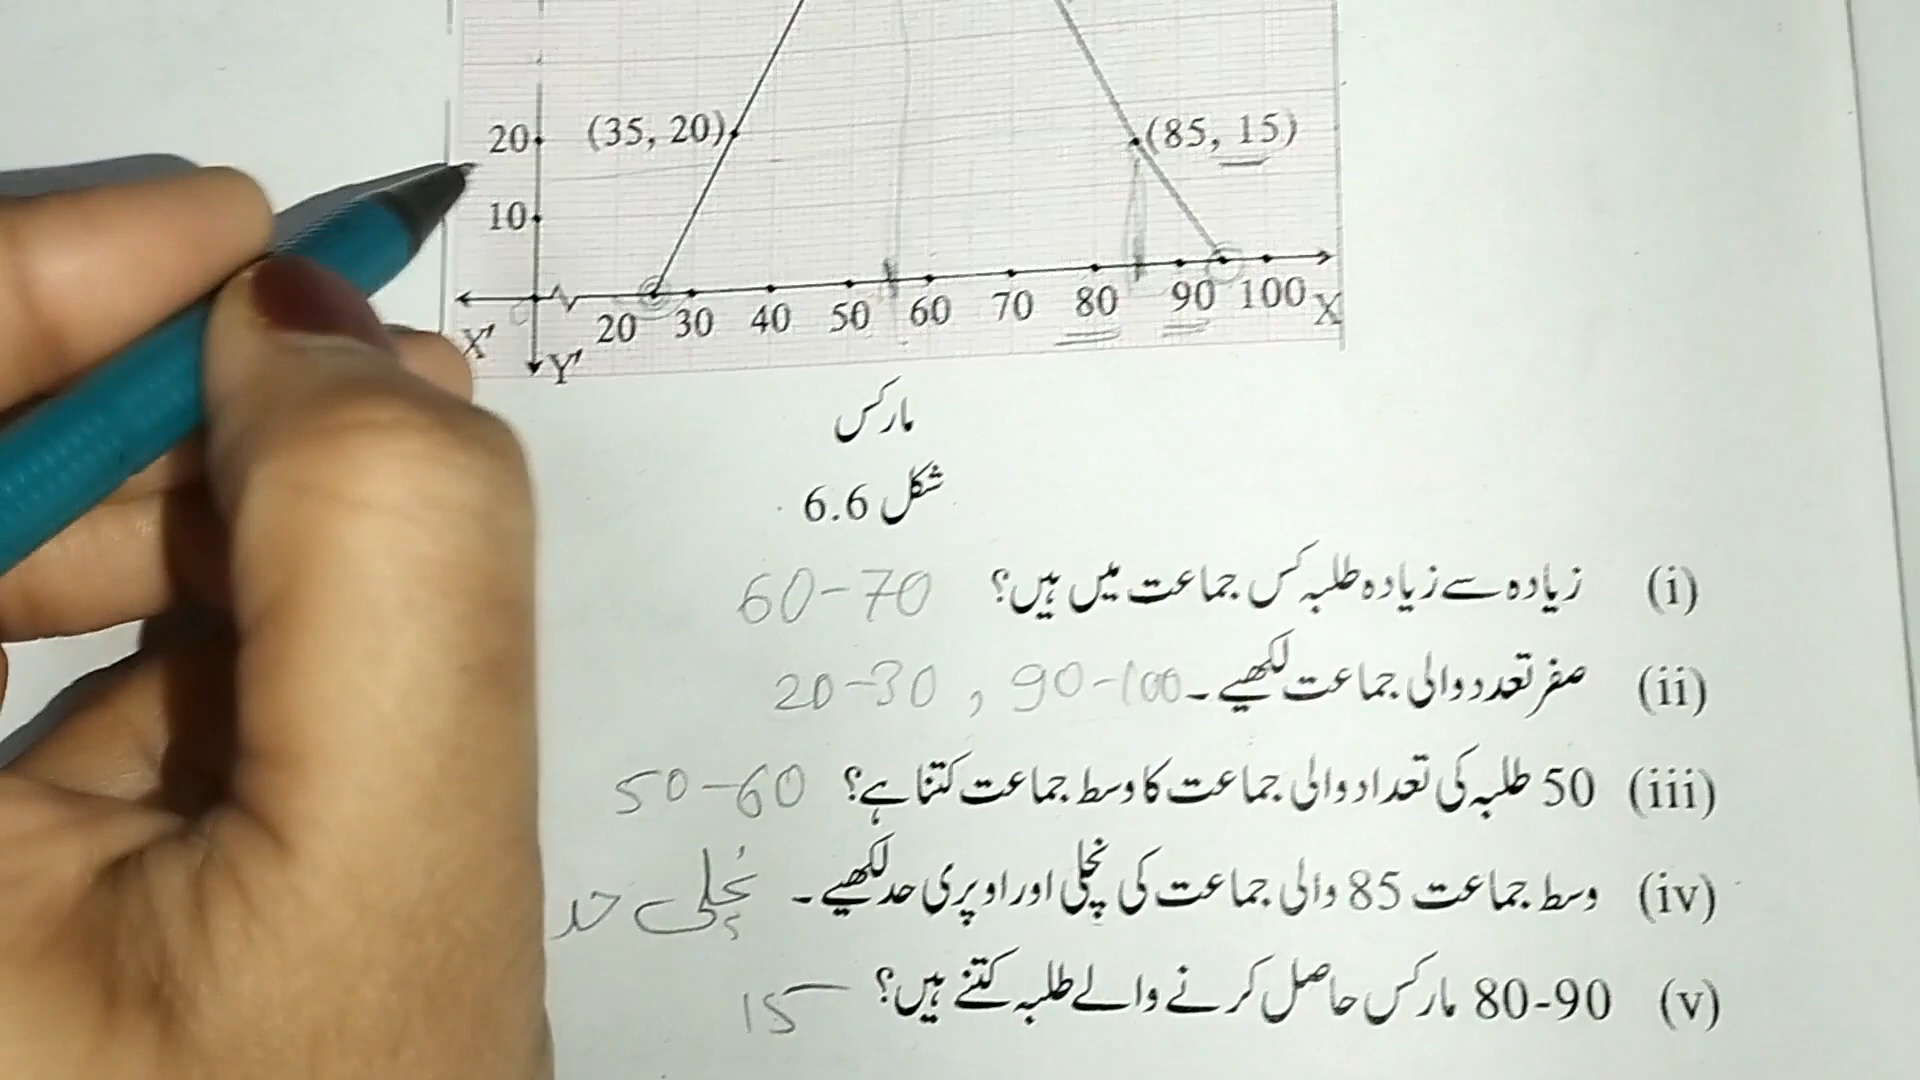 20 (35, 20) (85, 15)
10
20 30 40 50 60 70 80 90 100 X
X' Y'
مارکس
شکل 6.6
(i) زیادہ سے زیادہ طلبہ کس جماعت میں ہیں؟ 60-70
(ii) صفر تعدد والی جماعت لکھیے۔ 20-30 , 90-100
(iii) 50 طلبہ کی تعداد والی جماعت کا وسط جماعت کتنا ہے؟ 50-60
(iv) وسط جماعت 85 والی جماعت کی نچلی اور اوپری حد لکھیے۔ نچلی حد
(v) 80-90 مارکس حاصل کرنے والے طلبہ کتنے ہیں؟ 15